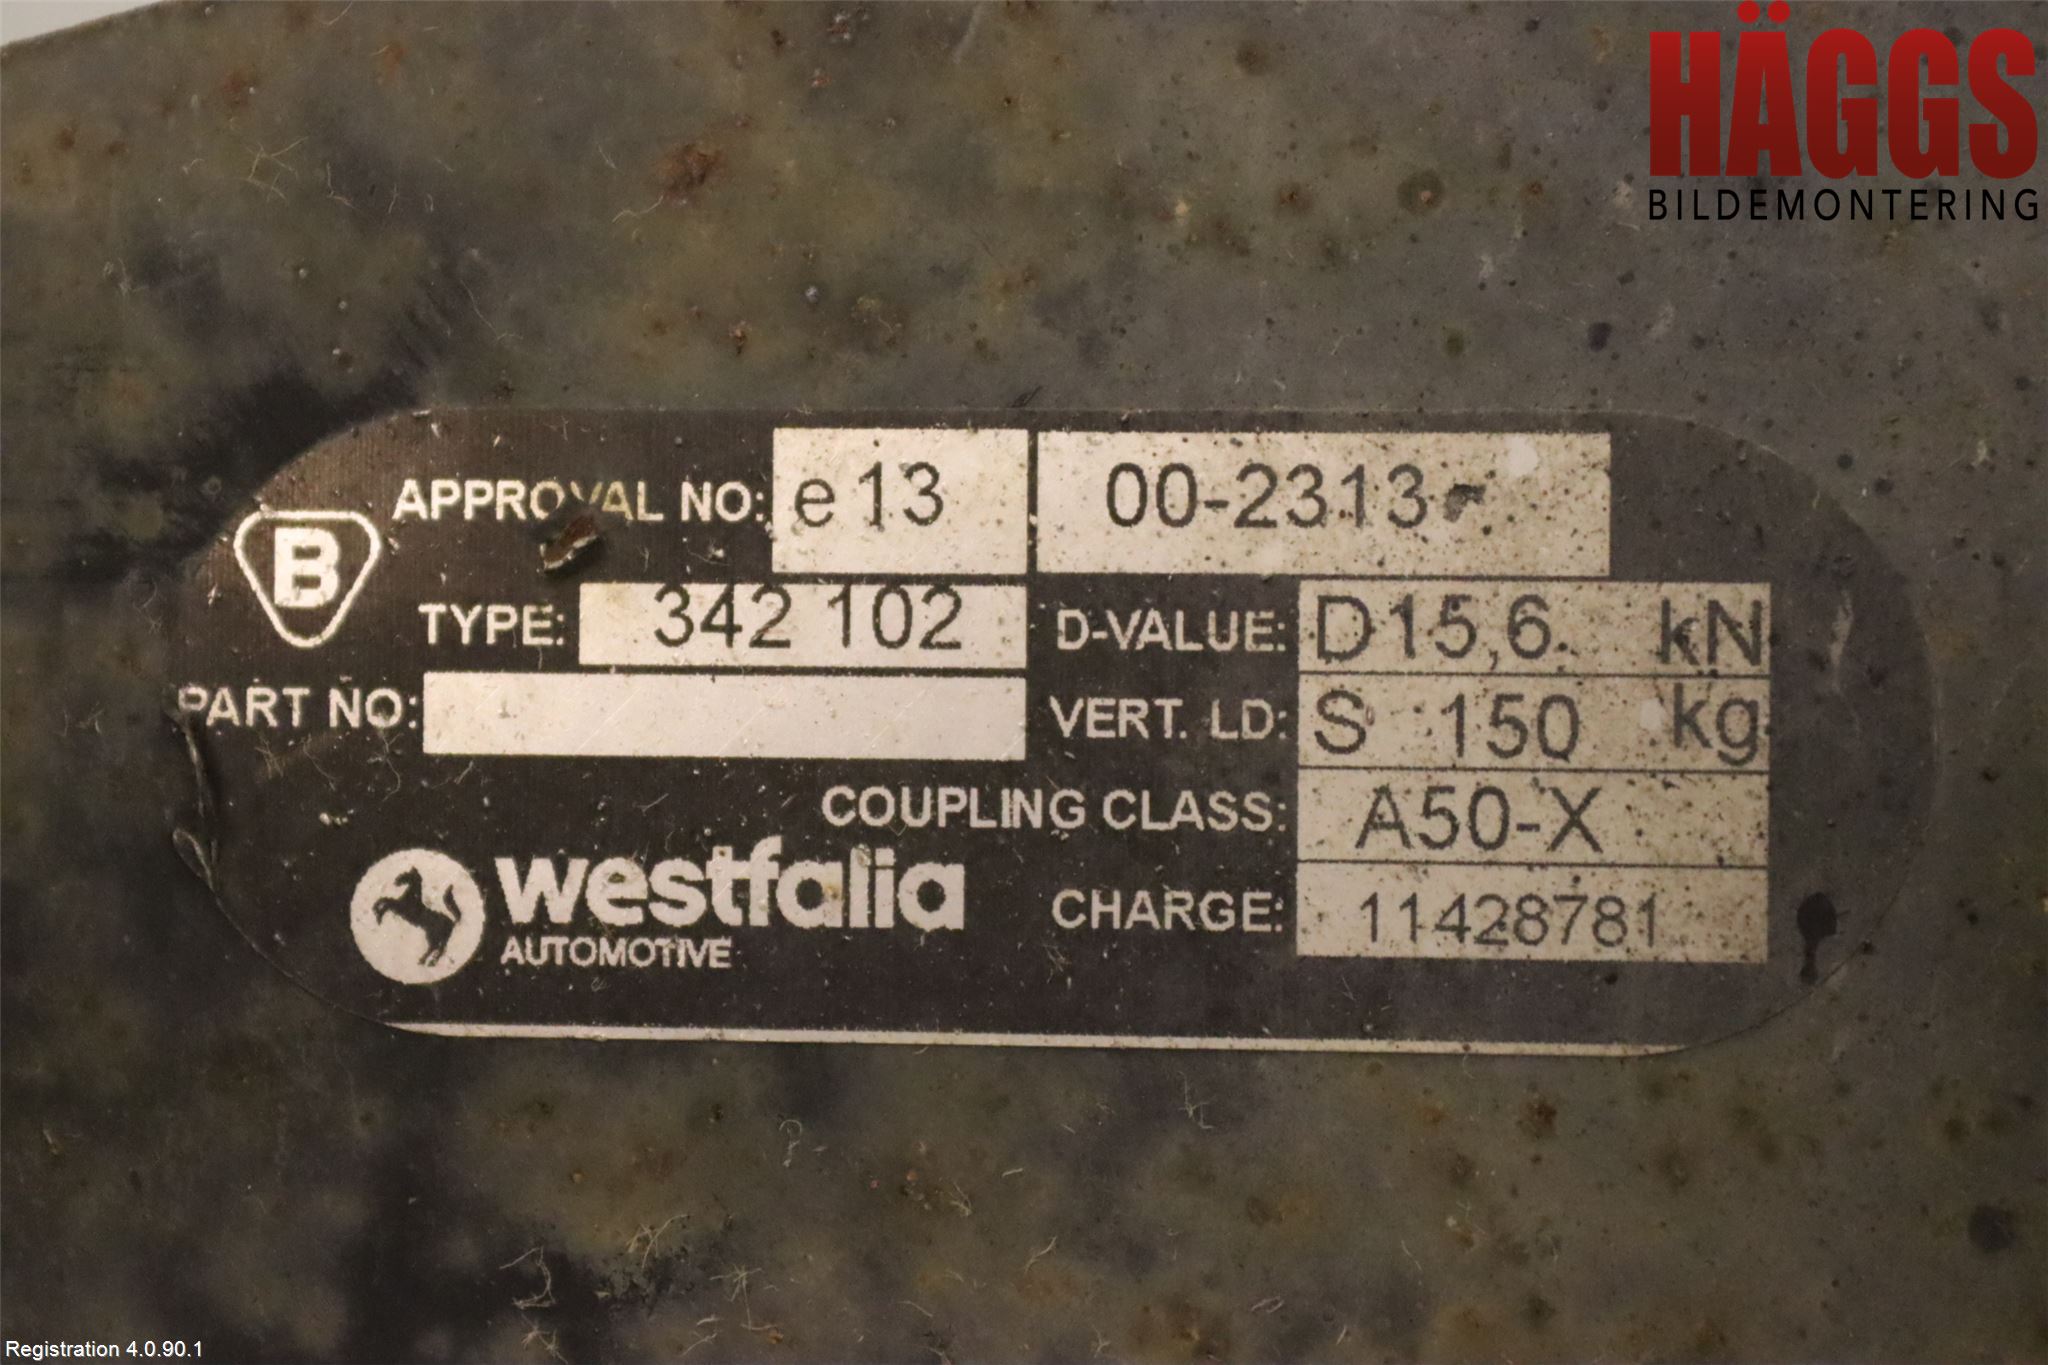 HÄGGS
BILDEMONTERING
APPROVAL NO: e13 00-2313
B
TYPE: 342 102 D-VALUE: D15,6 kN
PART NO: VERT. LD: S 150 kg
COUPLING CLASS: A50-X
westfalia
AUTOMOTIVE
CHARGE: 11428781
Registration 4.0.90.1